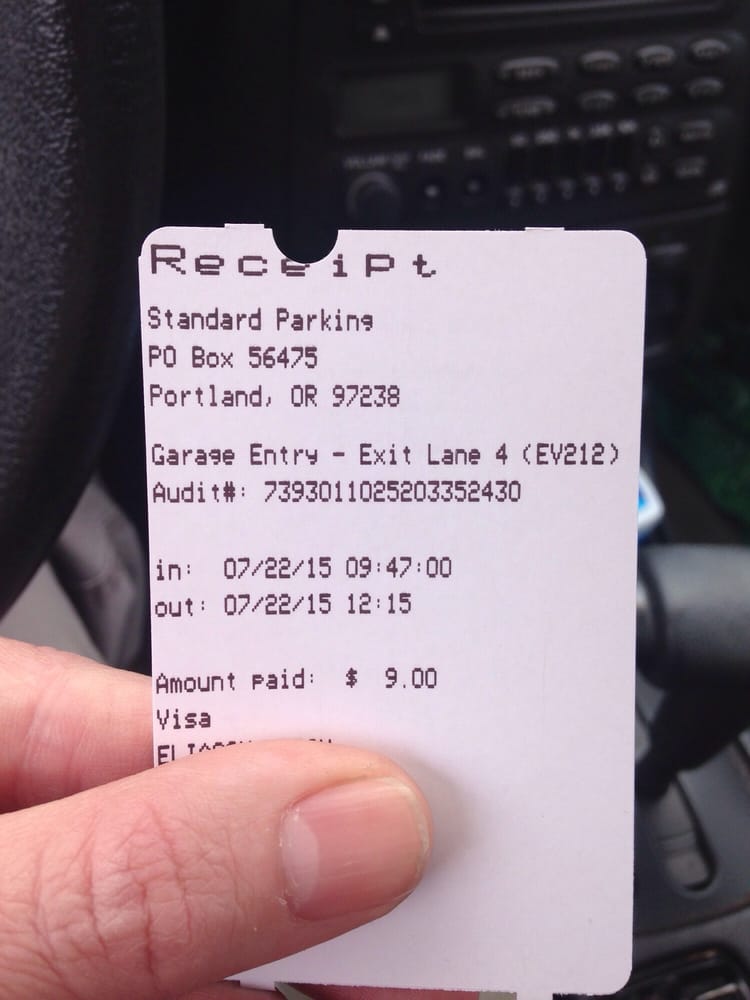 Receipt
Standard Parking
PO Box 56475
Portland, OR 97238
Garage Entry - Exit Lane 4 (EV212)
Audit#: 7393011025203352430
in: 07/22/15 09:47:00
out: 07/22/15 12:15
Amount paid: $ 9.00
Visa